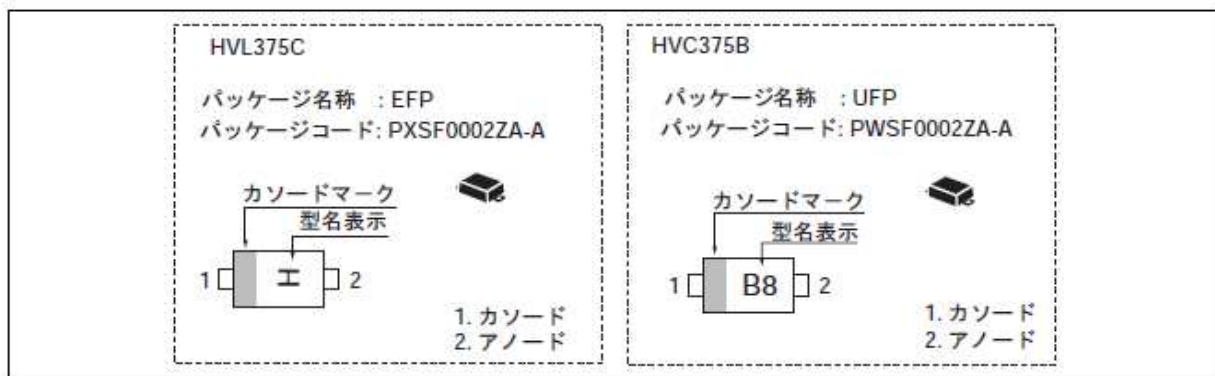 HVL375C
パッケージ名称 : EFP
パッケージコード: PXSF0002ZA-A
カソードマーク
型名表示
1
エ
2
1. カソード
2. アノード
HVC375B
パッケージ名称 : UFP
パッケージコード: PWSF0002ZA-A
カソードマーク
型名表示
1
B8
2
1. カソード
2. アノード